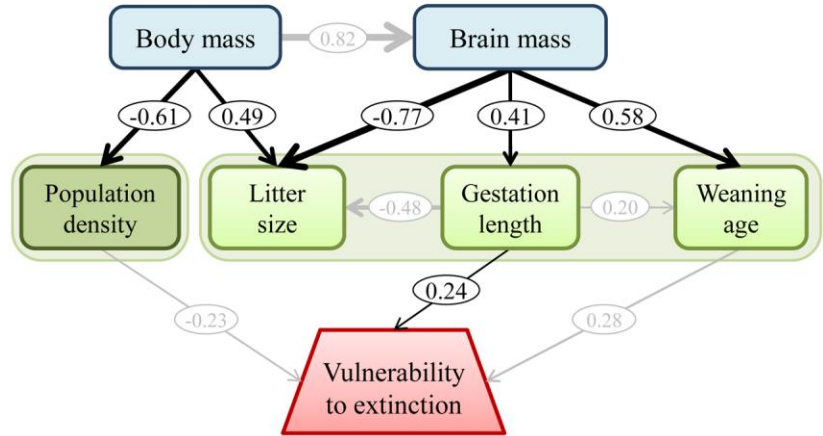 Body mass
0.82
Brain mass
-0.61
0.49
-0.77
0.41
0.58
Population
density
Litter
size
-0.48
Gestation
length
0.20
Weaning
age
-0.23
0.24
0.28
Vulnerability
to extinction